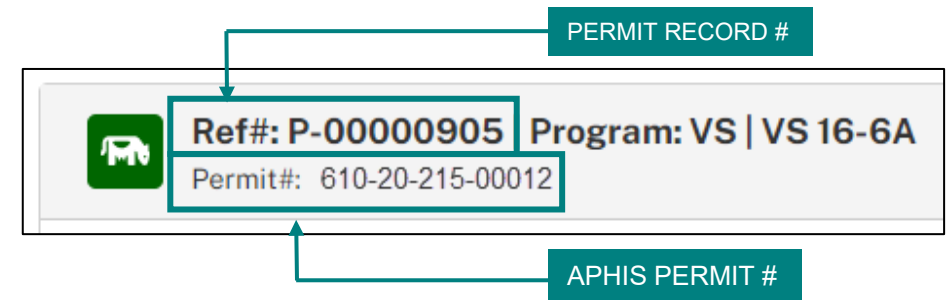 PERMIT RECORD #
Ref#: P-00000905 Program: VS | VS 16-6A
Permit#: 610-20-215-00012
APHIS PERMIT #